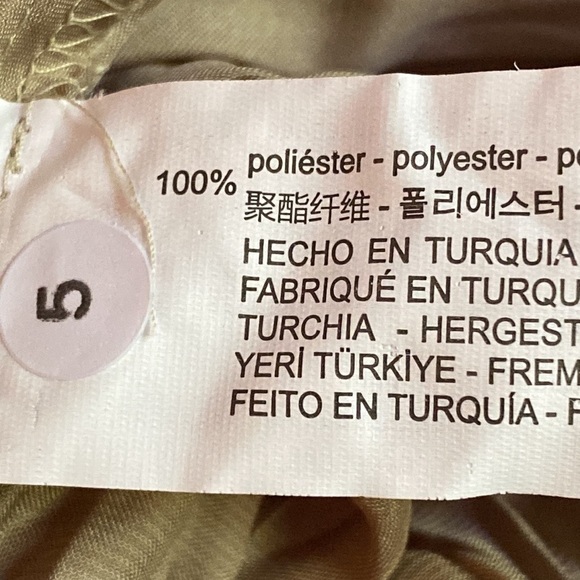 100% poliéster - polyester - po
聚酯纤维 - 폴리에스터 -
HECHO EN TURQUIA
FABRIQUÉ EN TURQU
TURCHIA - HERGEST
YERİ TÜRKİYE - FREM
FEITO EN TURQUÍA - F
5